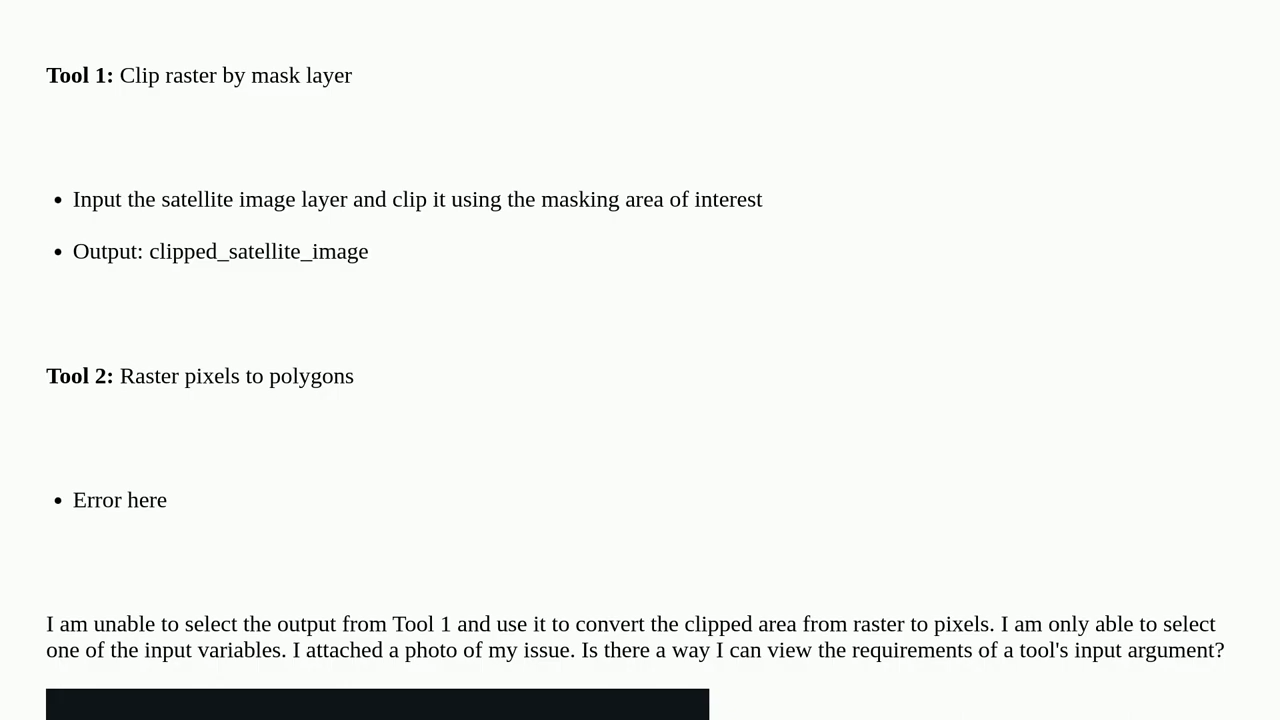 Tool 1: Clip raster by mask layer
• Input the satellite image layer and clip it using the masking area of interest
• Output: clipped_satellite_image
Tool 2: Raster pixels to polygons
• Error here
I am unable to select the output from Tool 1 and use it to convert the clipped area from raster to pixels. I am only able to select
one of the input variables. I attached a photo of my issue. Is there a way I can view the requirements of a tool's input argument?